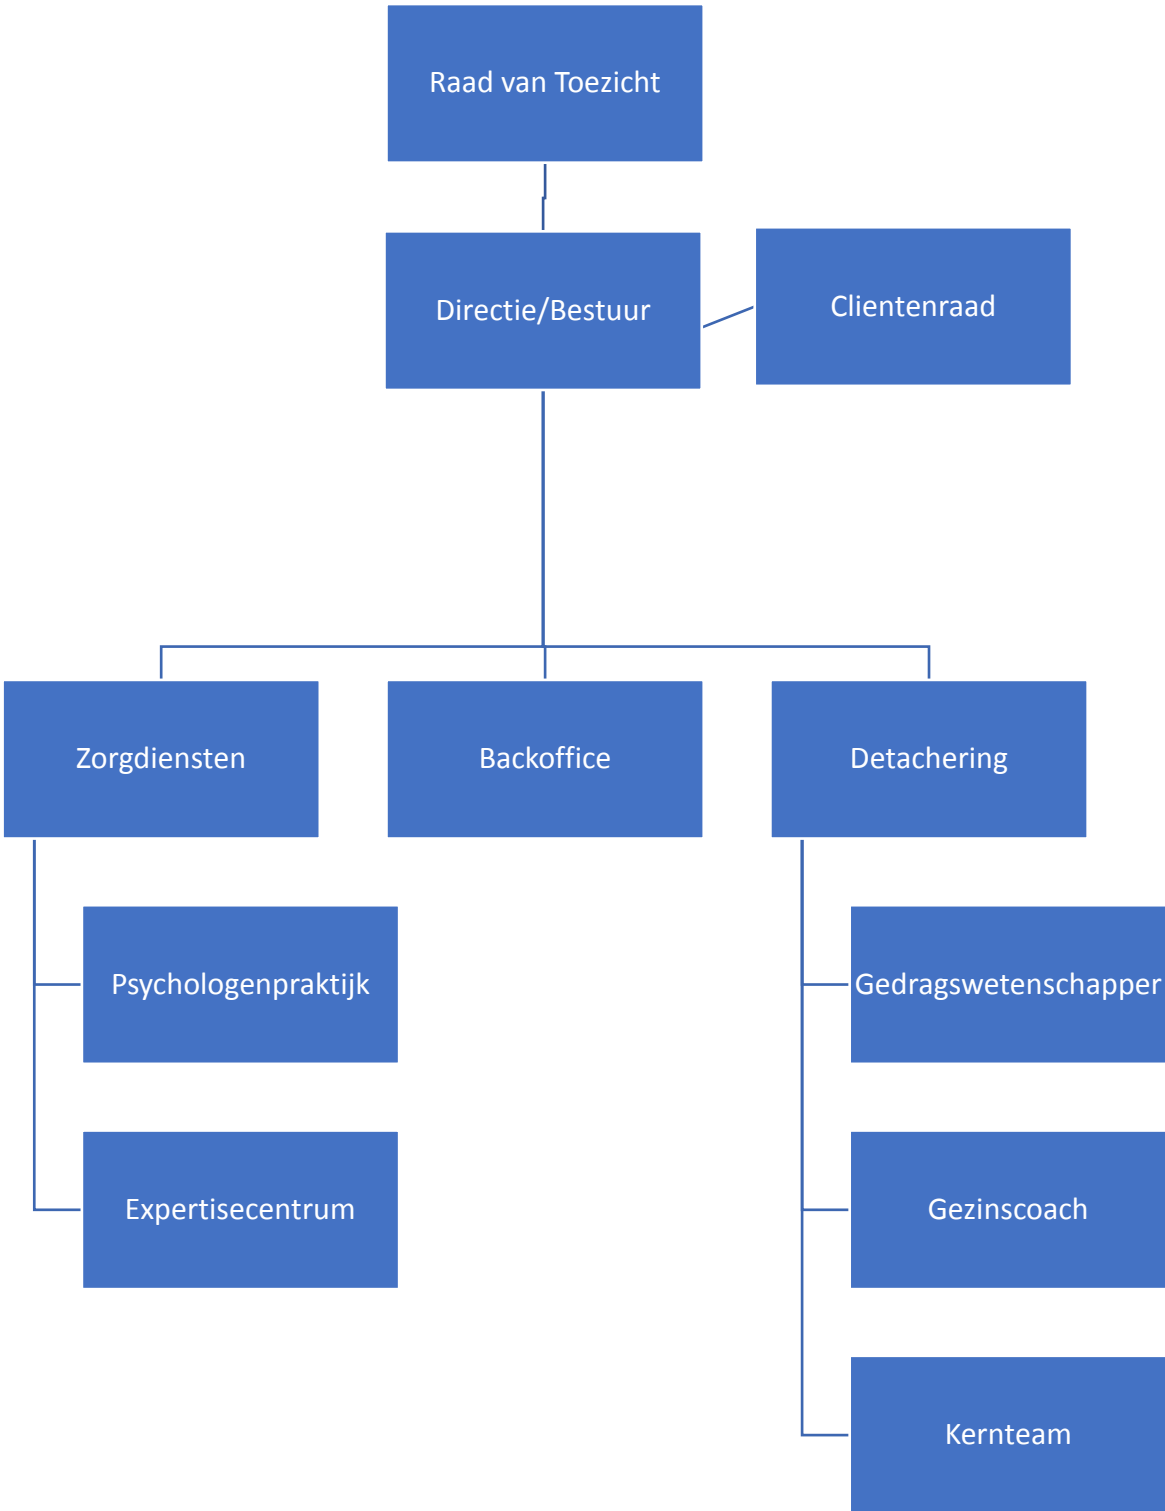 Raad van Toezicht
Directie/Bestuur
Clientenraad
Zorgdiensten
Backoffice
Detachering
Psychologenpraktijk
Gedragswetenschapper
Expertisecentrum
Gezinscoach
Kernteam